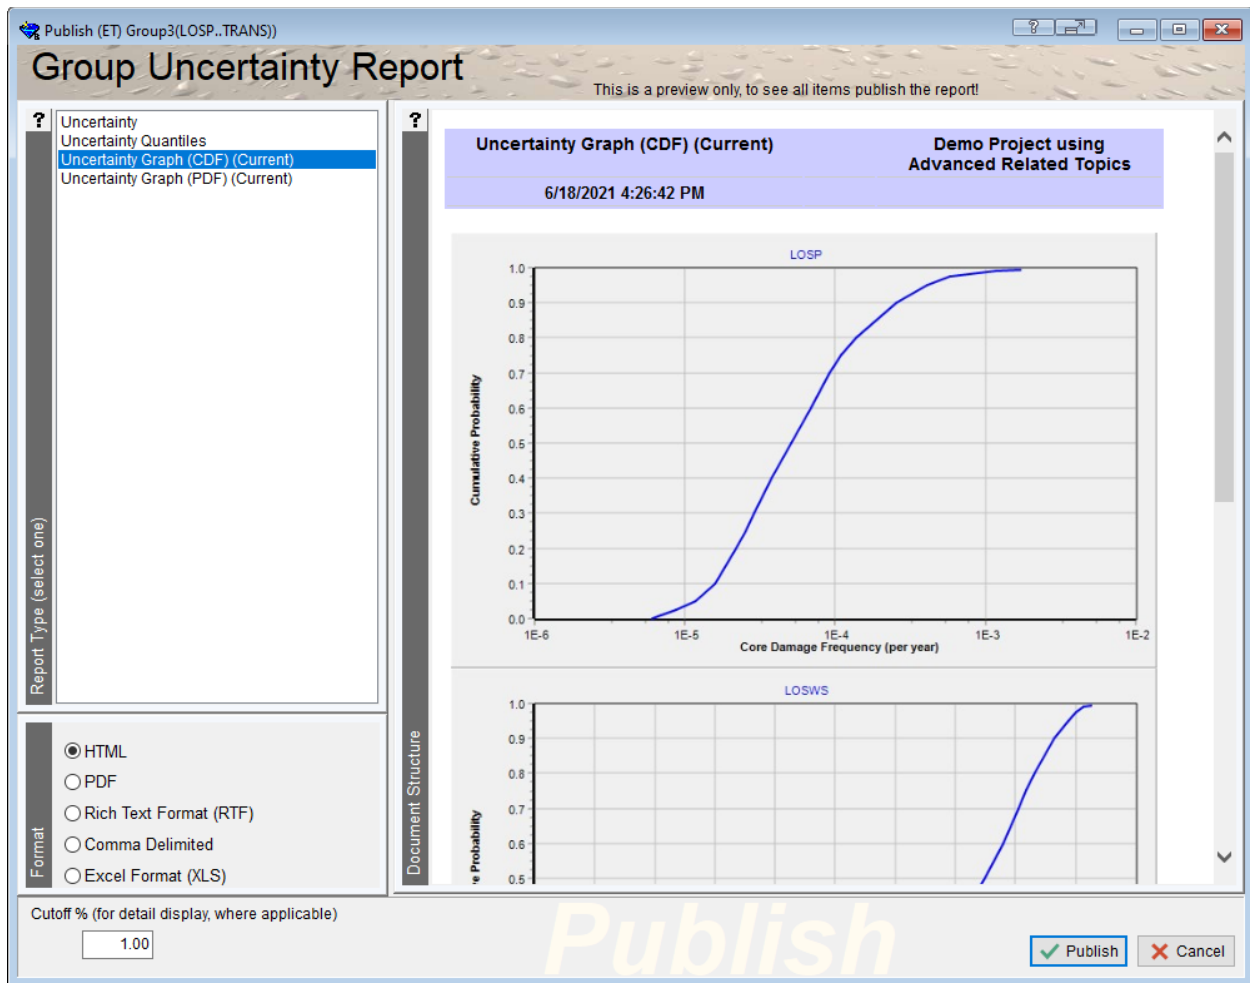 Publish (ET) Group3(LOSP..TRANS))
Group Uncertainty Report
This is a preview only, to see all items publish the report!
?
Uncertainty
Uncertainty Quantiles
Uncertainty Graph (CDF) (Current)
Uncertainty Graph (PDF) (Current)
Report Type (select one)
HTML
PDF
Rich Text Format (RTF)
Comma Delimited
Excel Format (XLS)
Format
?
Document Structure
Uncertainty Graph (CDF) (Current)
Demo Project using
Advanced Related Topics
6/18/2021 4:26:42 PM
LOSP
1.0
0.9
0.8
0.7
0.6
0.5
0.4
0.3
0.2
0.1
0.0
Cumulative Probability
1E-6 1E-5 1E-4 1E-3 1E-2
Core Damage Frequency (per year)
LOSWS
1.0
0.9
0.8
0.7
0.6
0.5
Probability
Cutoff % (for detail display, where applicable)
1.00
Publish
Publish
Cancel